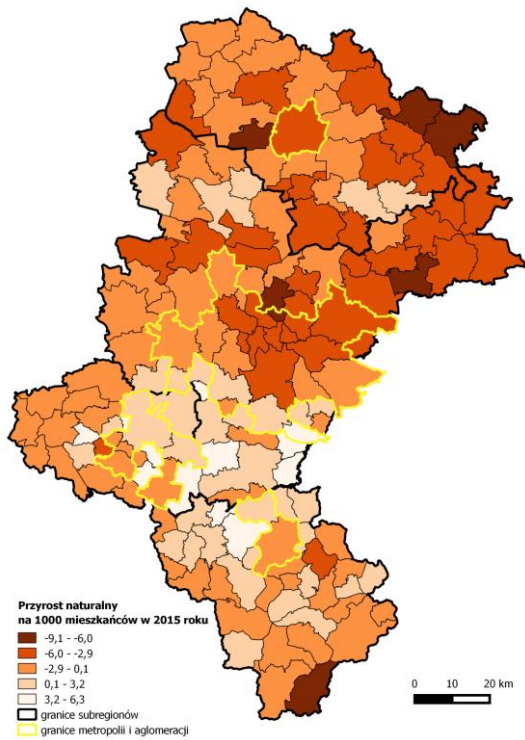 Przyrost naturalny
na 1000 mieszkańców w 2015 roku
-9,1 - -6,0
-6,0 - -2,9
-2,9 - 0,1
0,1 - 3,2
3,2 - 6,3
granice subregionów
granice metropolii i aglomeracji
0 10 20 km